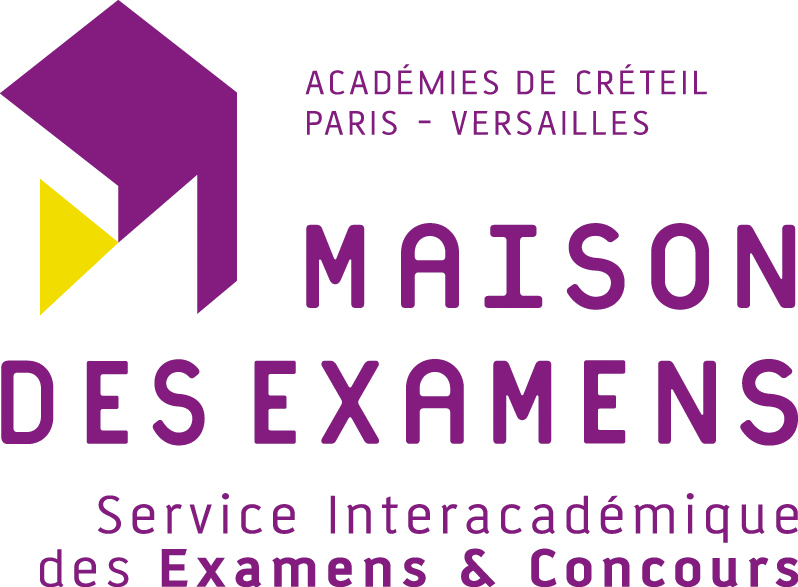 ACADÉMIES DE CRÉTEIL
PARIS - VERSAILLES
MAISON
DES EXAMENS
Service Interacadémique
des Examens & Concours